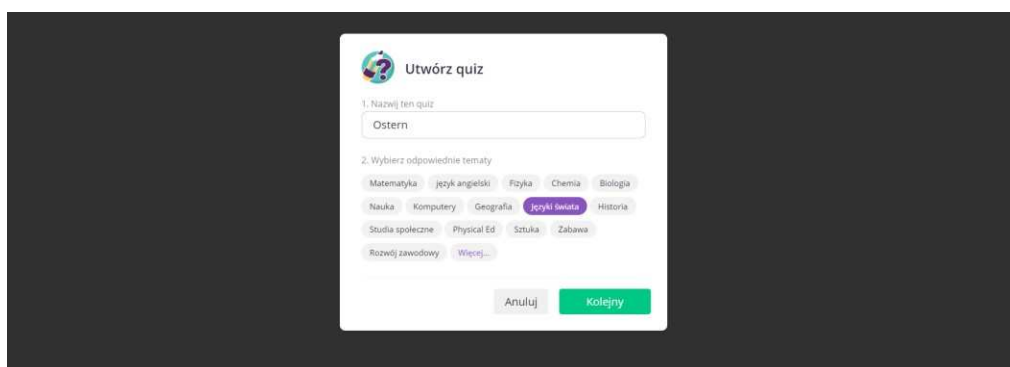 Utwórz quiz
1. Nazwij ten quiz
Ostern
2. Wybierz odpowiednie tematy
Matematyka język angielski Fizyka Chemia Biologia
Nauka Komputery Geografia Języki świata Historia
Studia społeczne Physical Ed Sztuka Zabawa
Rozwój zawodowy Więcej...
Anuluj Kolejny